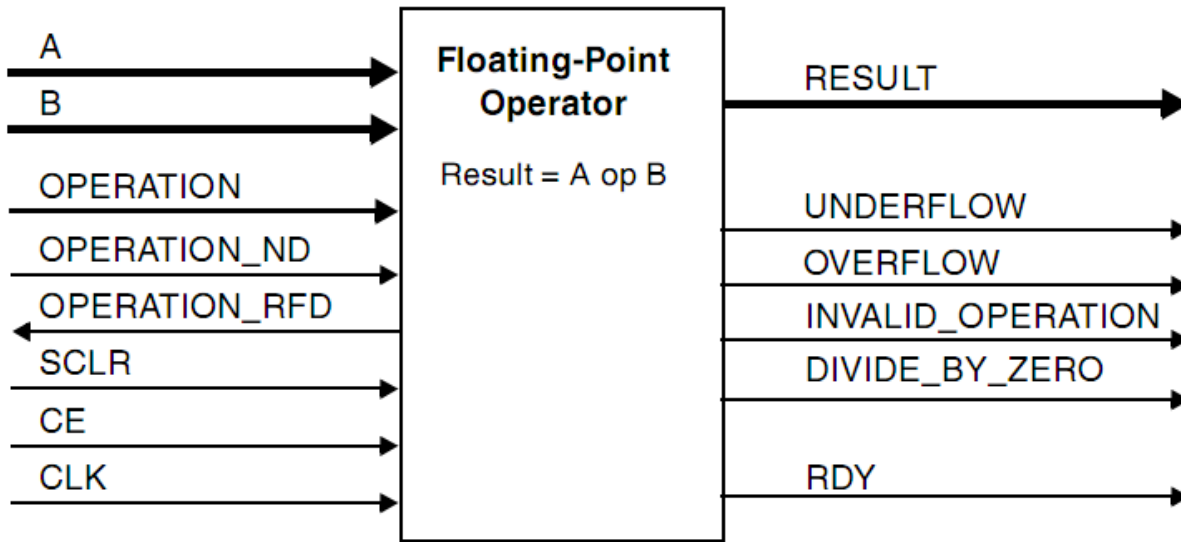 A
B
OPERATION
OPERATION_ND
OPERATION_RFD
SCLR
CE
CLK
Floating-Point
Operator
Result = A op B
RESULT
UNDERFLOW
OVERFLOW
INVALID_OPERATION
DIVIDE_BY_ZERO
RDY